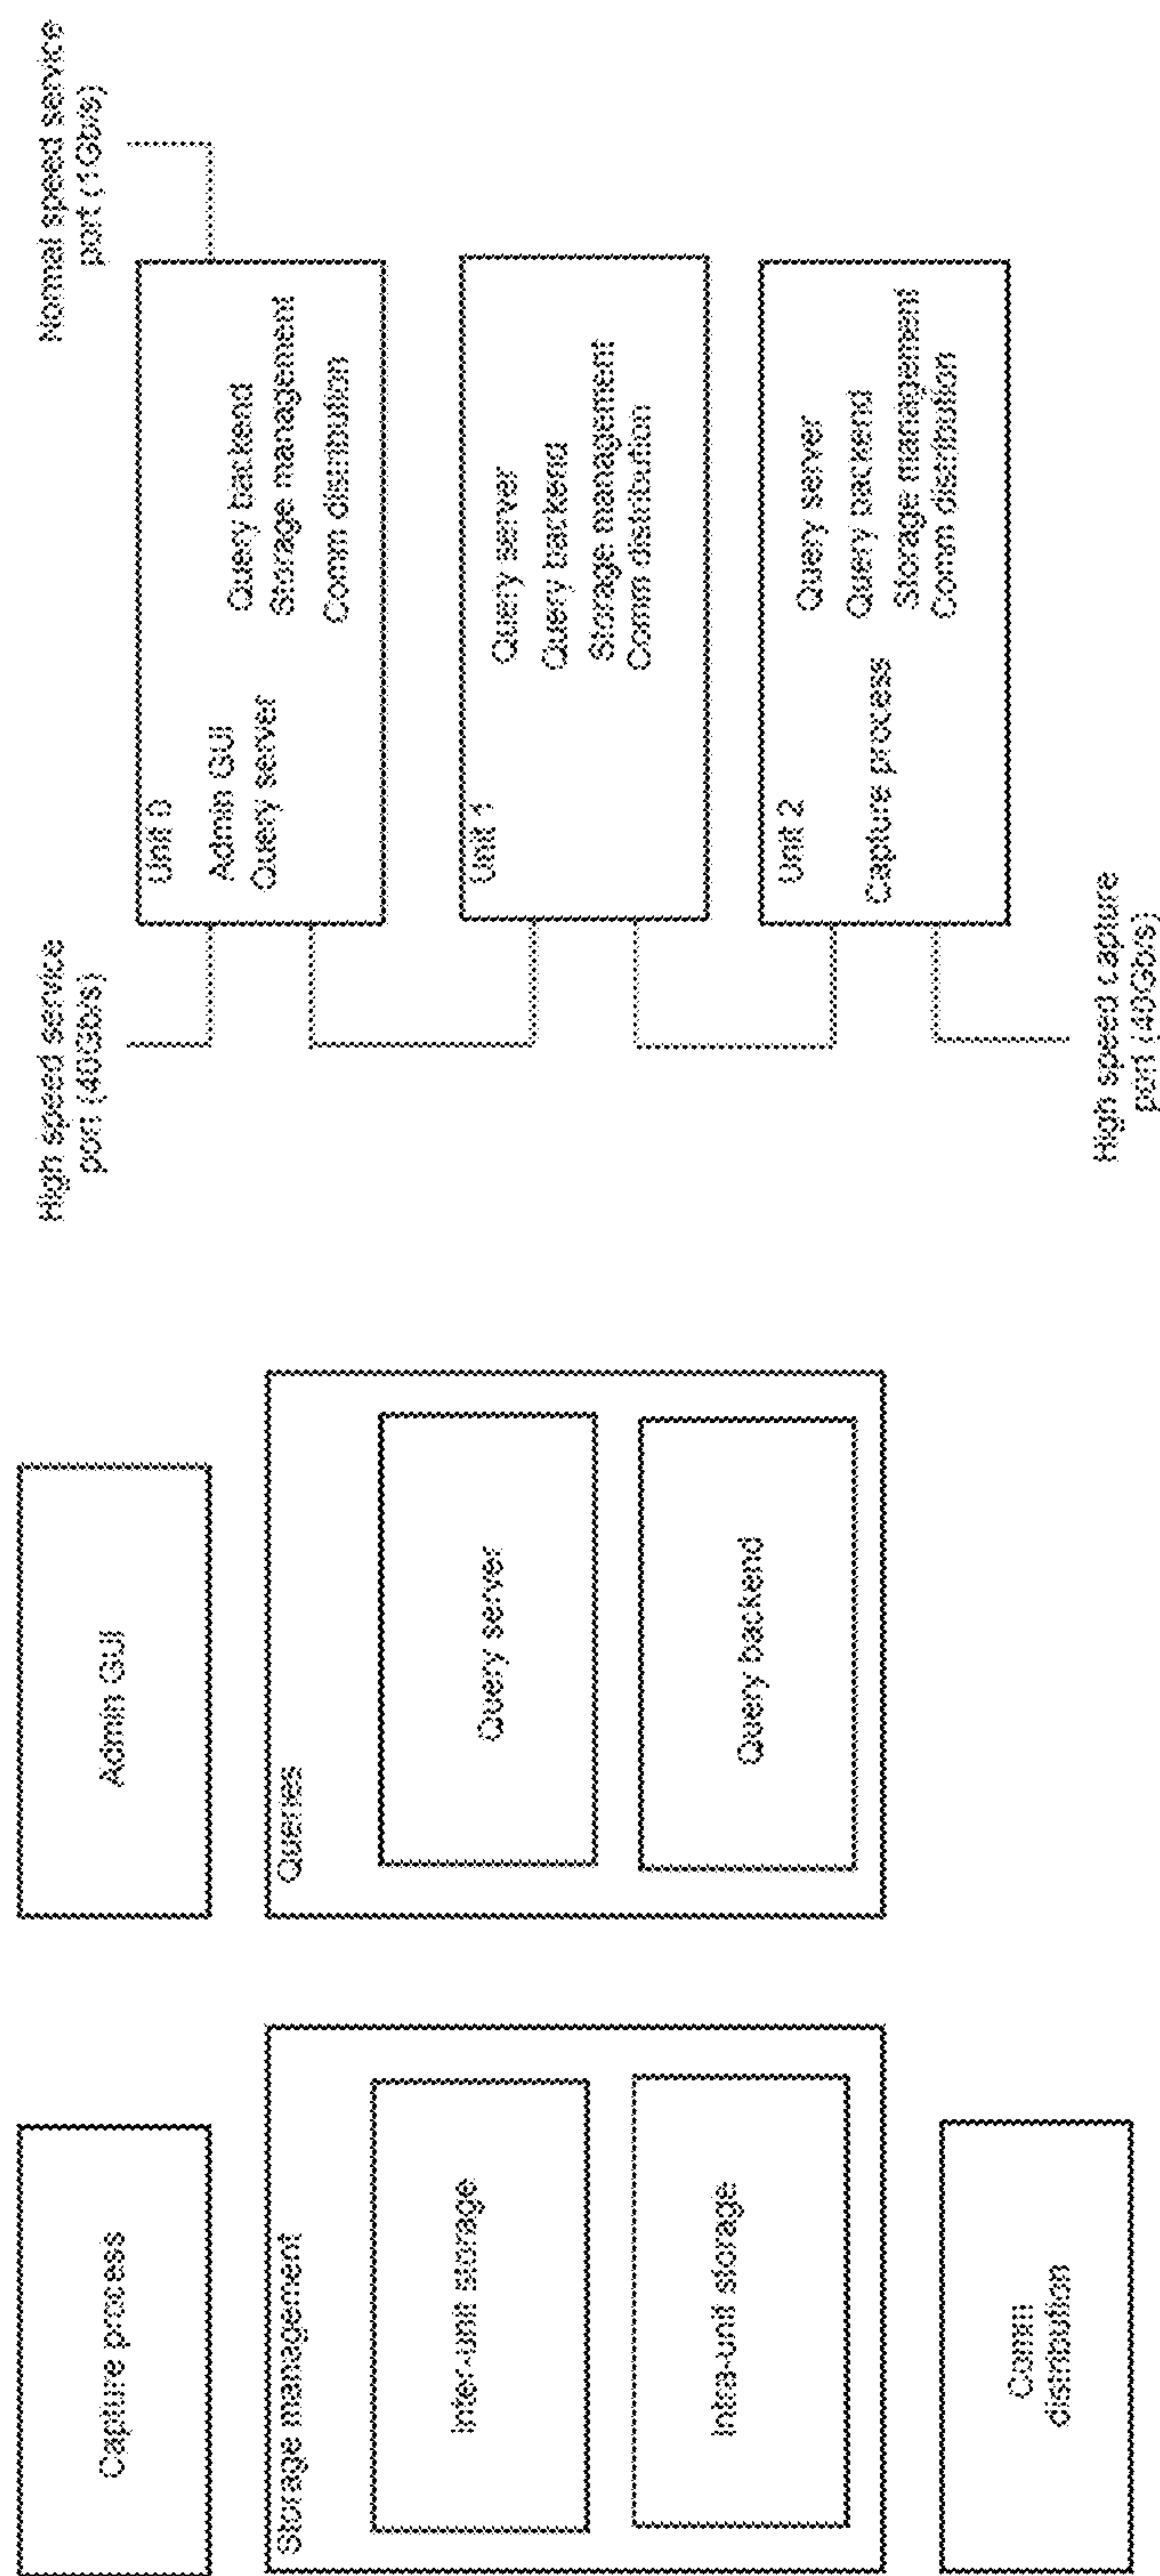 Capture process
Storage management
Inter-unit storage
Intra-unit storage
Comm
distribution
Admin GUI
Queries
Query server
Query backend
High speed service
port (40Gb/s)
Normal speed service
port (1Gb/s)
Unit 0
Admin GUI
Query server
Query backend
Storage management
Comm distribution
Unit 1
Query server
Query backend
Storage management
Comm distribution
Unit 2
Capture process
Query server
Query backend
Storage management
Comm distribution
High speed capture
port (40Gb/s)